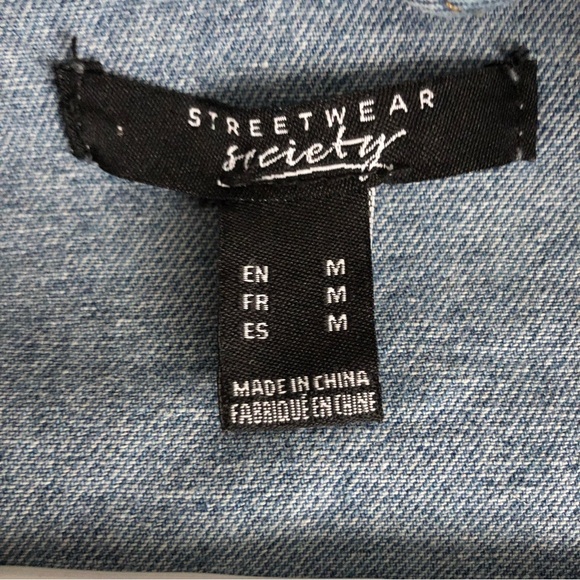 STREETWEAR
society
EN M
FR M
ES M
MADE IN CHINA
FABRIQUÉ EN CHINE